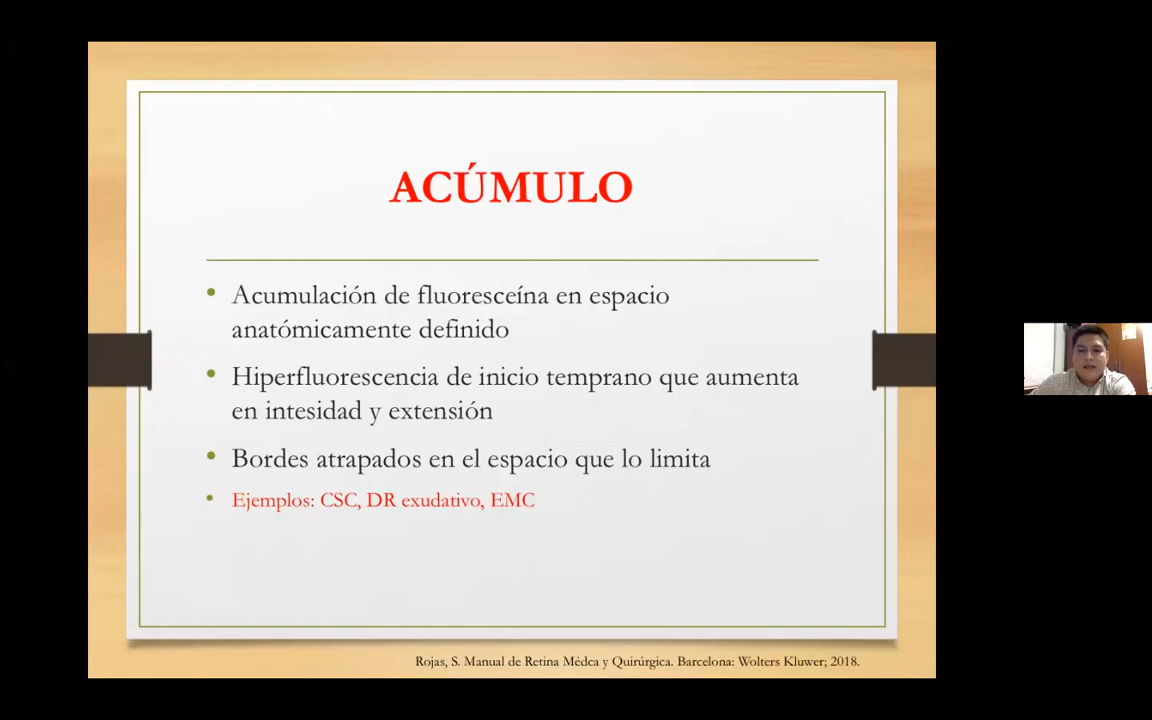 ACÚMULO
• Acumulación de fluoresceína en espacio
anatómicamente definido
• Hiperfluorescencia de inicio temprano que aumenta
en intesidad y extensión
• Bordes atrapados en el espacio que lo limita
• Ejemplos: CSC, DR exudativo, EMC
Rojas, S. Manual de Retina Médca y Quirúrgica. Barcelona: Wolters Kluwer; 2018.